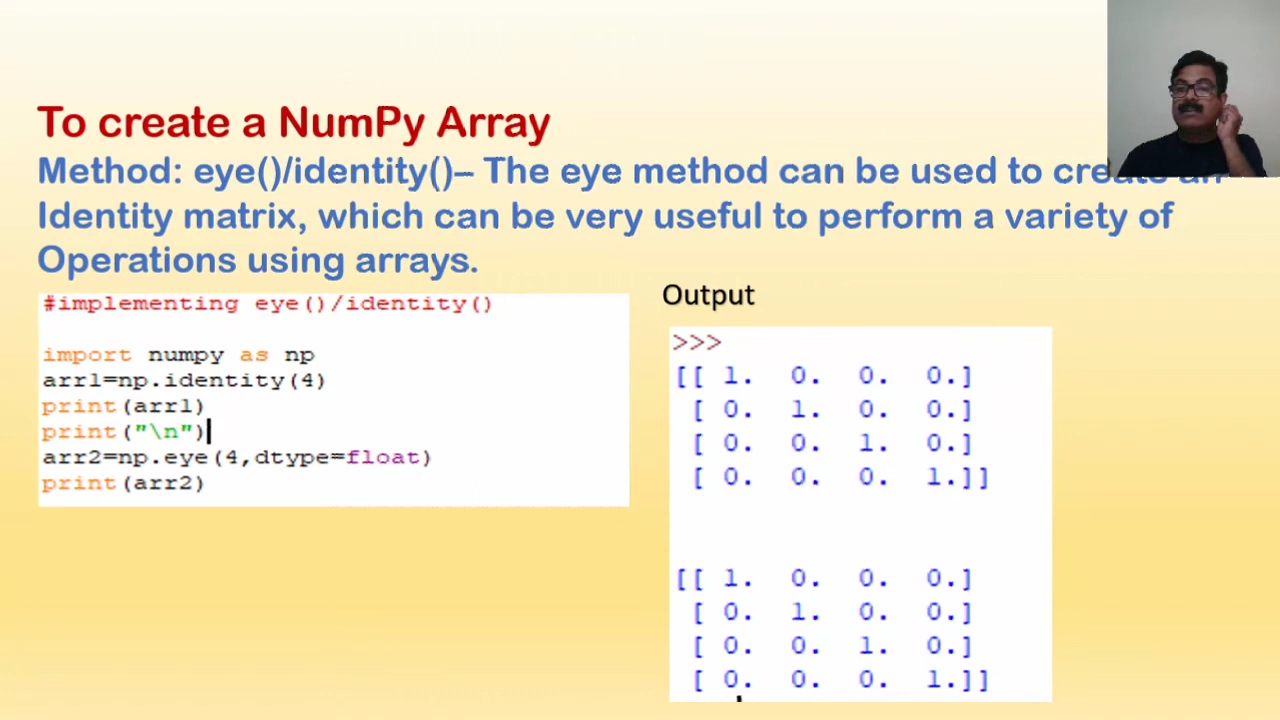 To create a NumPy Array
Method: eye()/identity()– The eye method can be used to create an
Identity matrix, which can be very useful to perform a variety of
Operations using arrays.
#implementing eye()/identity()
import numpy as np
arr1=np.identity(4)
print(arr1)
print("\n")
arr2=np.eye(4,dtype=float)
print(arr2)
Output
>>>
[[ 1. 0. 0. 0.]
[ 0. 1. 0. 0.]
[ 0. 0. 1. 0.]
[ 0. 0. 0. 1.]]
[[ 1. 0. 0. 0.]
[ 0. 1. 0. 0.]
[ 0. 0. 1. 0.]
[ 0. 0. 0. 1.]]